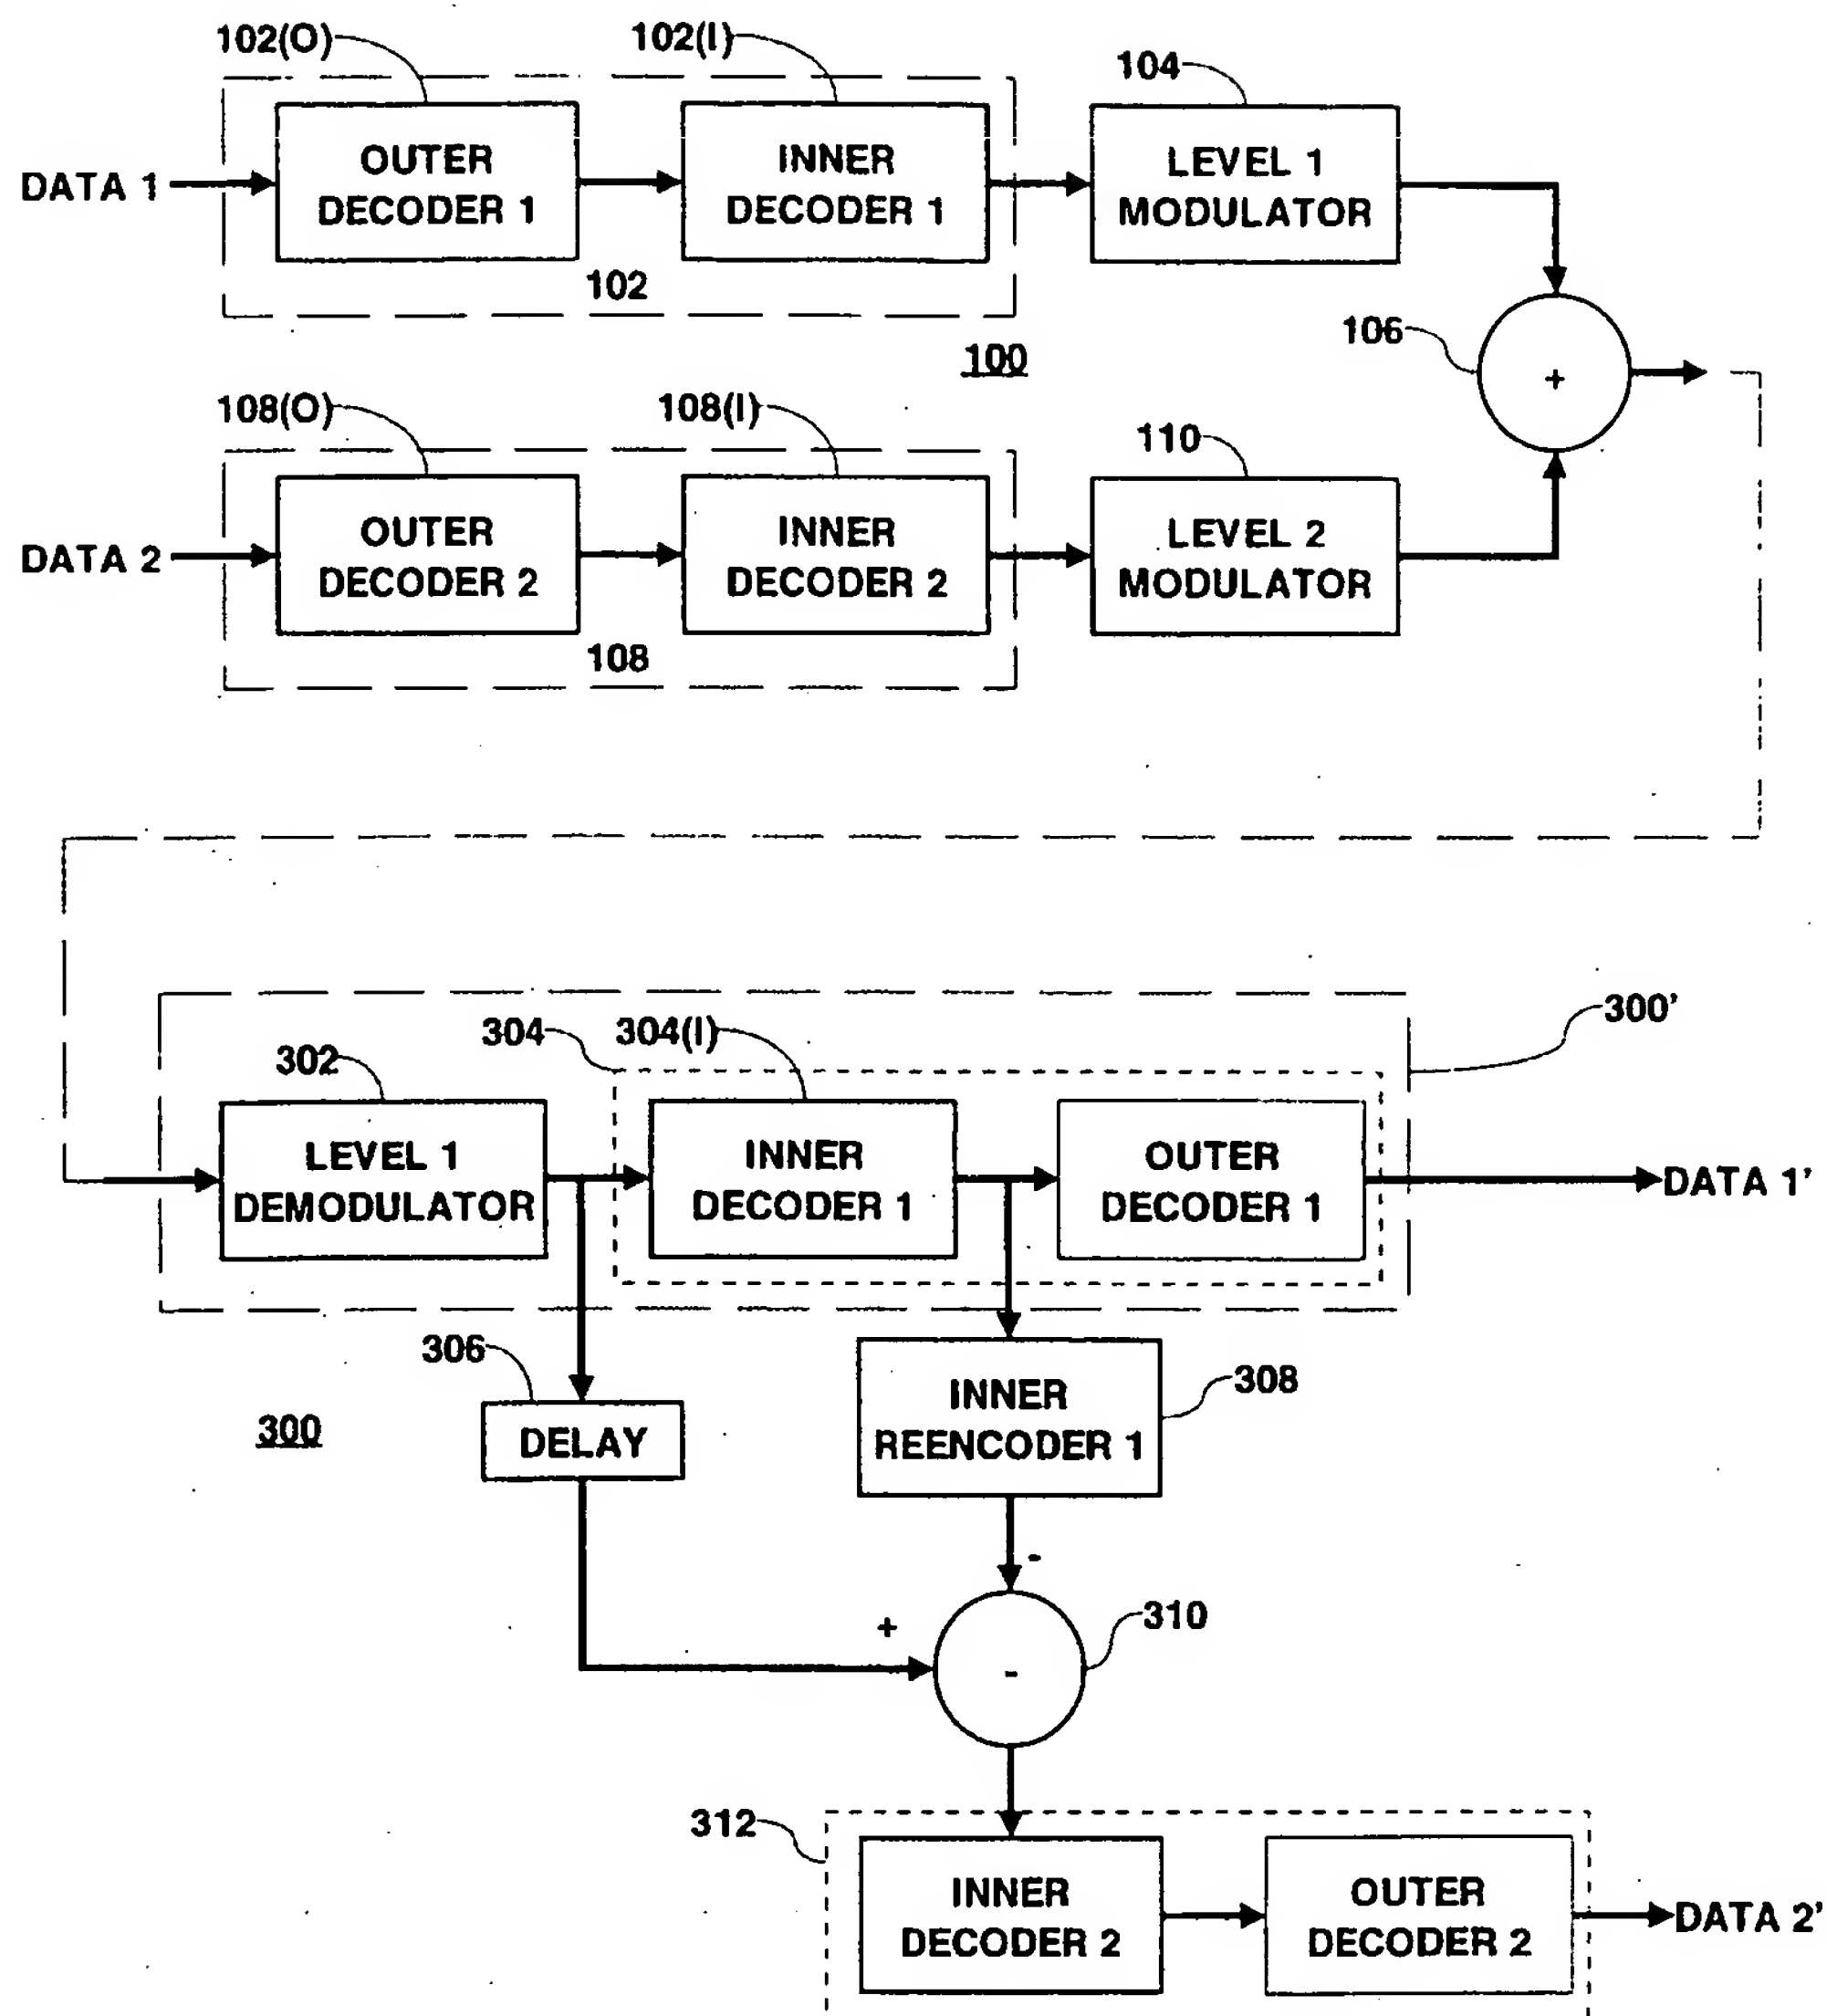 102(O)
102(I)
104
DATA 1
OUTER
DECODER 1
INNER
DECODER 1
LEVEL 1
MODULATOR
102
100
106
+
108(O)
108(I)
110
DATA 2
OUTER
DECODER 2
INNER
DECODER 2
LEVEL 2
MODULATOR
108
300'
304
304(I)
302
LEVEL 1
DEMODULATOR
INNER
DECODER 1
OUTER
DECODER 1
DATA 1'
306
308
300
DELAY
INNER
REENCODER 1
-
+
310
-
312
INNER
DECODER 2
OUTER
DECODER 2
DATA 2'